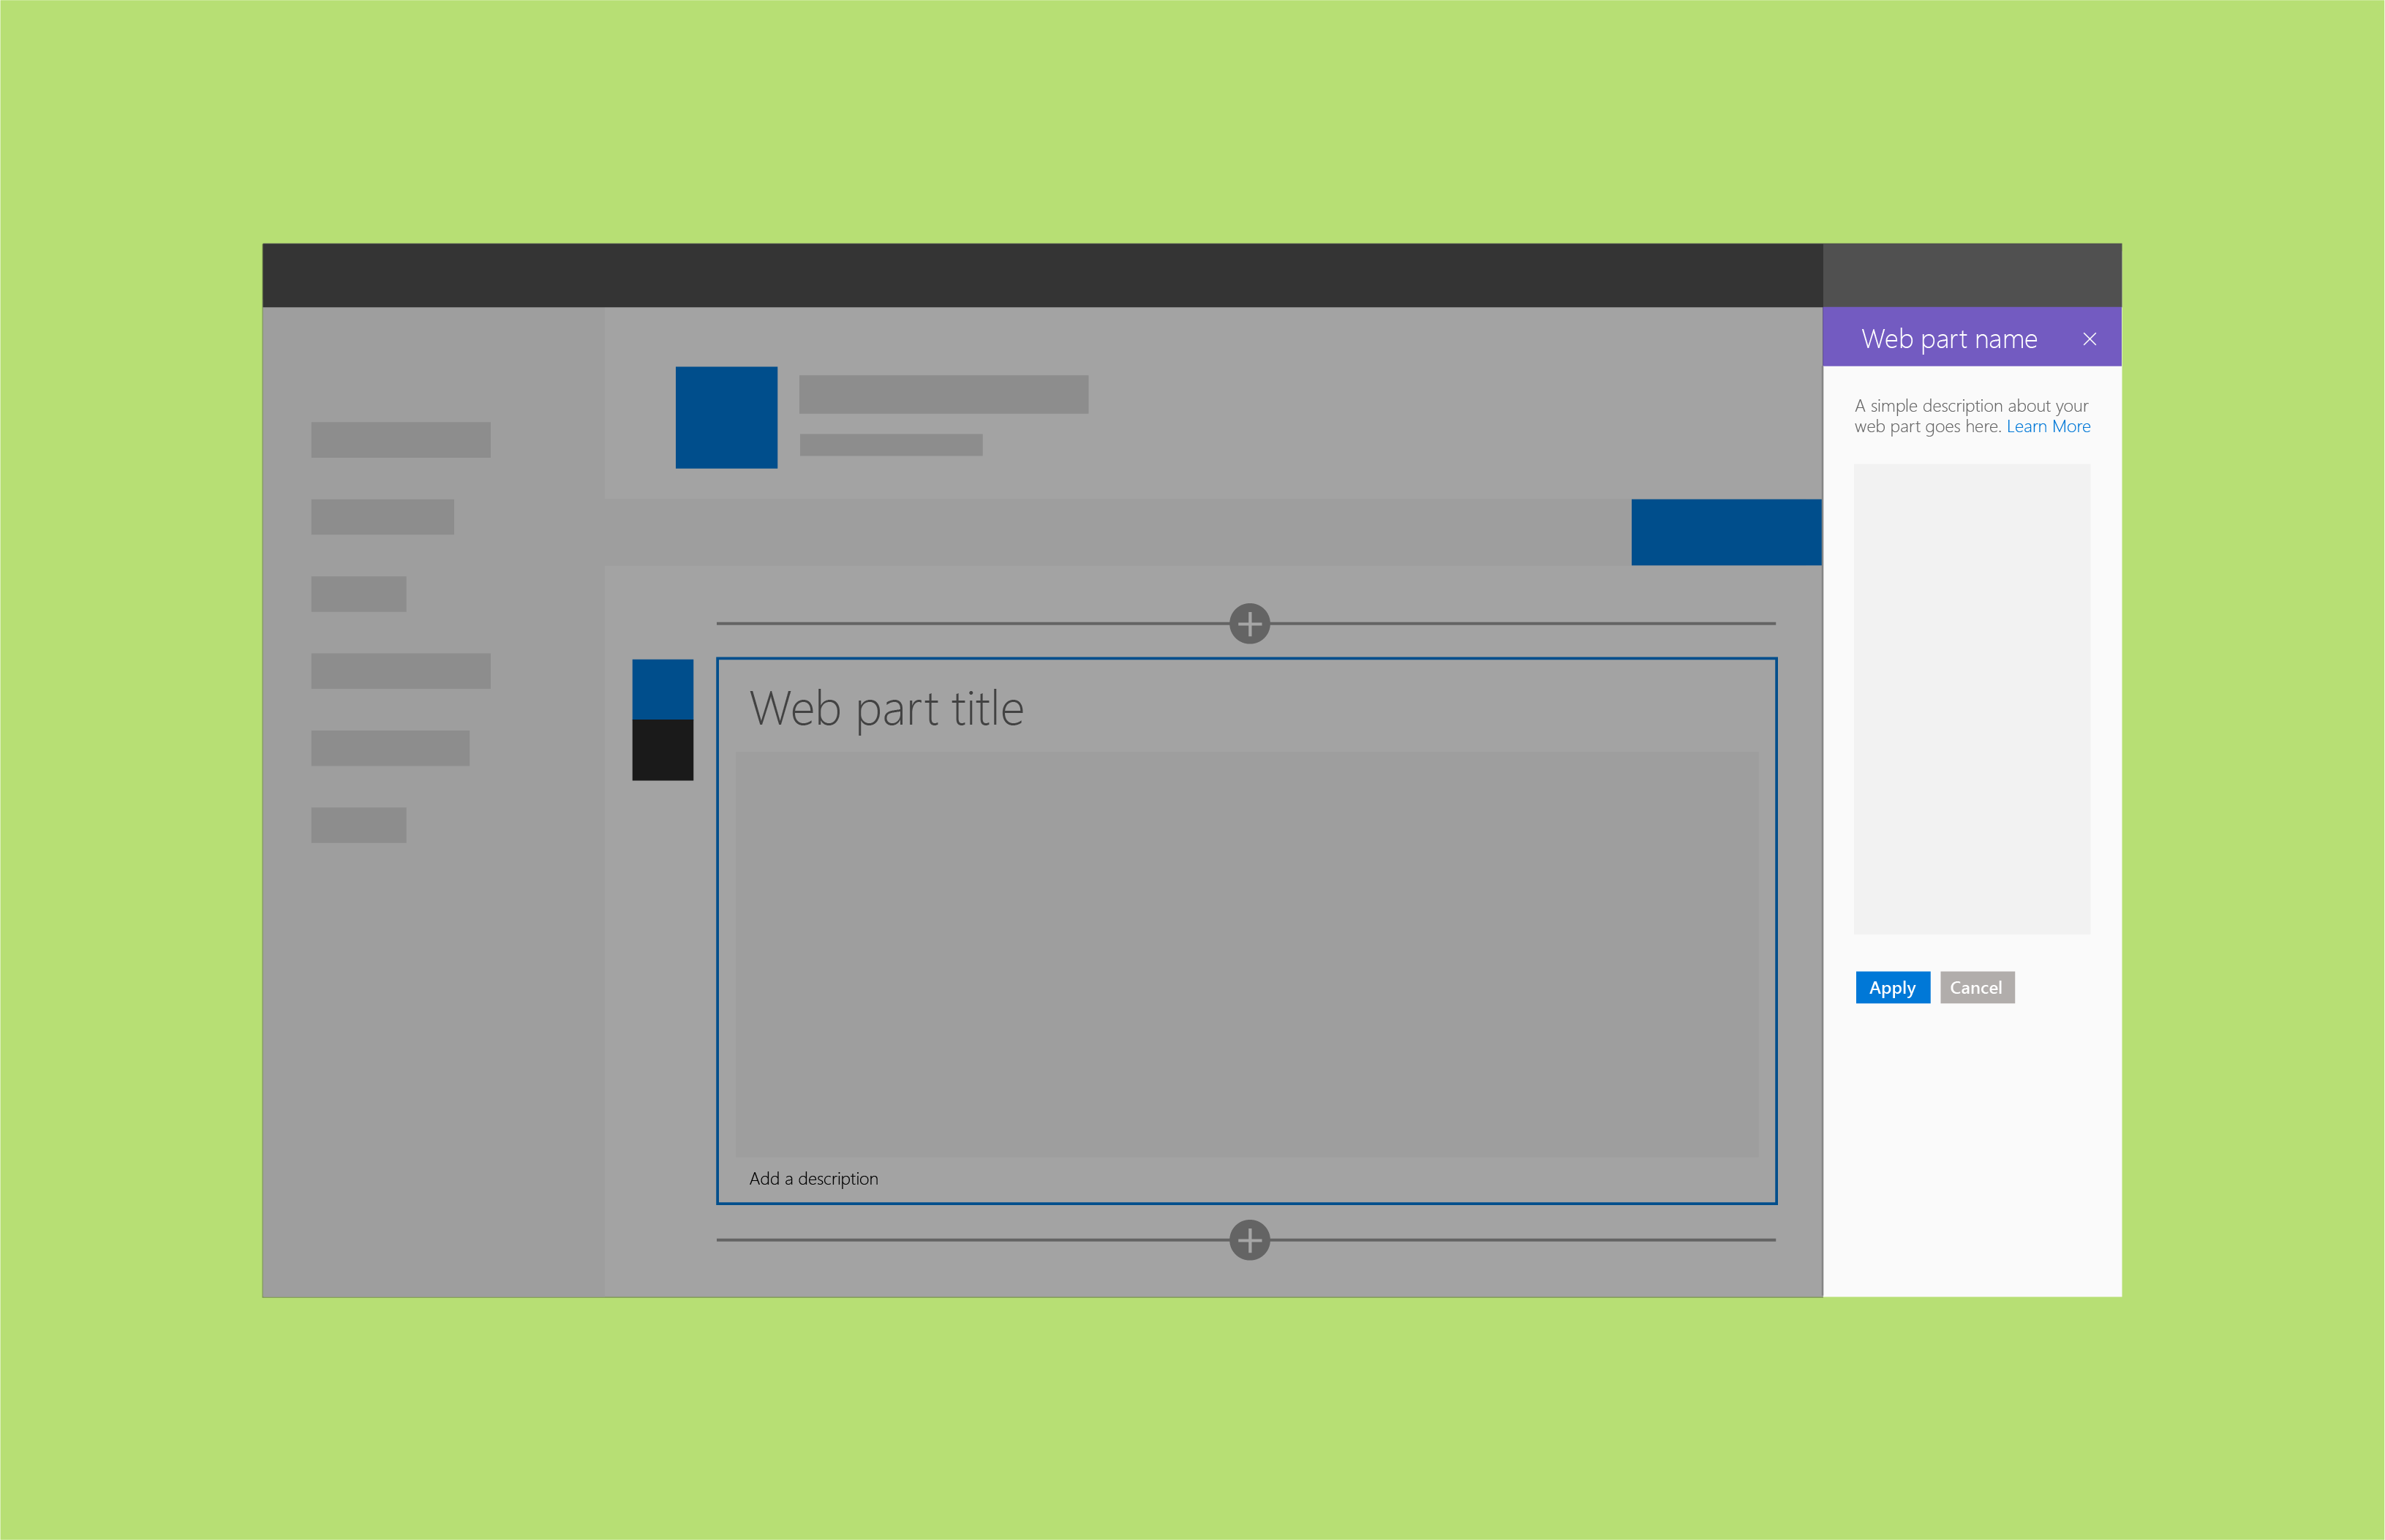 Web part name
A simple description about your
web part goes here. Learn More
Web part title
Apply Cancel
Add a description